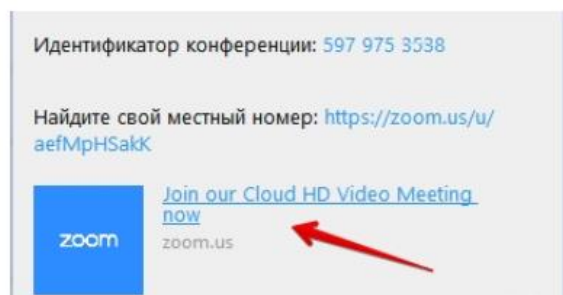 Идентификатор конференции: 597 975 3538
Найдите свой местный номер: https://zoom.us/u/
aefMpHSakK
Join our Cloud HD Video Meeting
now
zoom
zoom.us